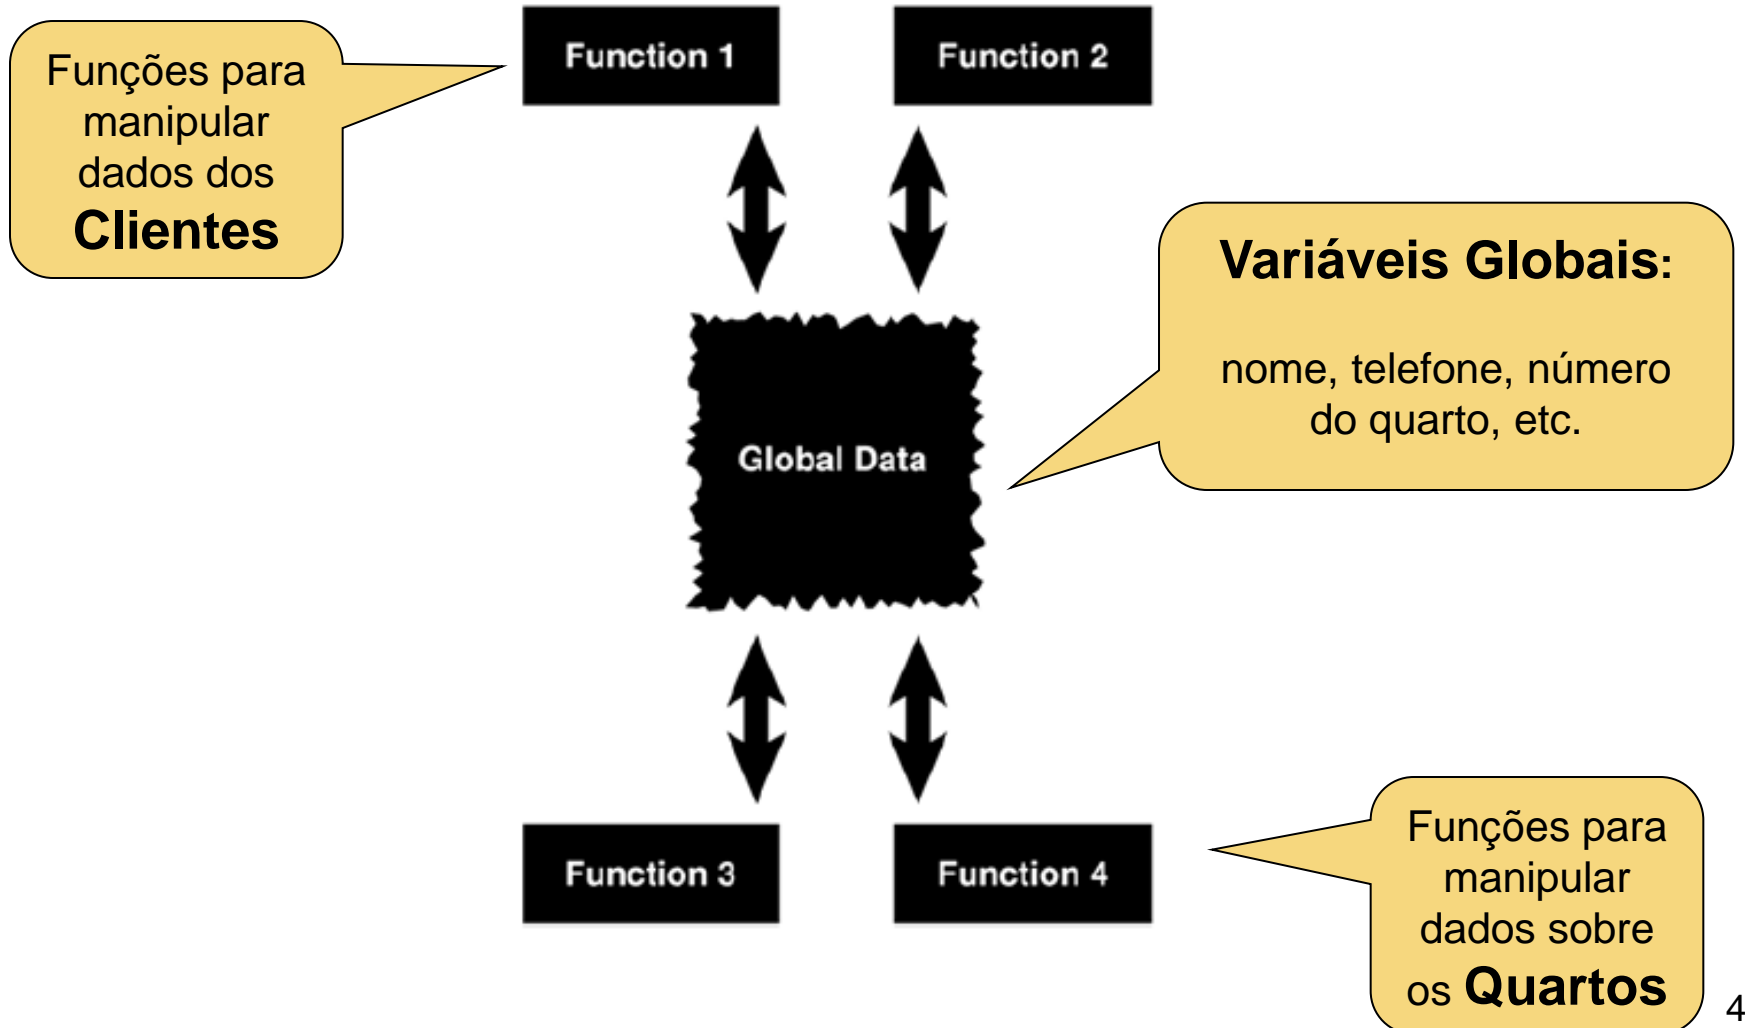 Function 1
Function 2
Funções para
manipular
dados dos
Clientes
Variáveis Globais:
nome, telefone, número
do quarto, etc.
Global Data
Function 3
Function 4
Funções para
manipular
dados sobre
os Quartos
4